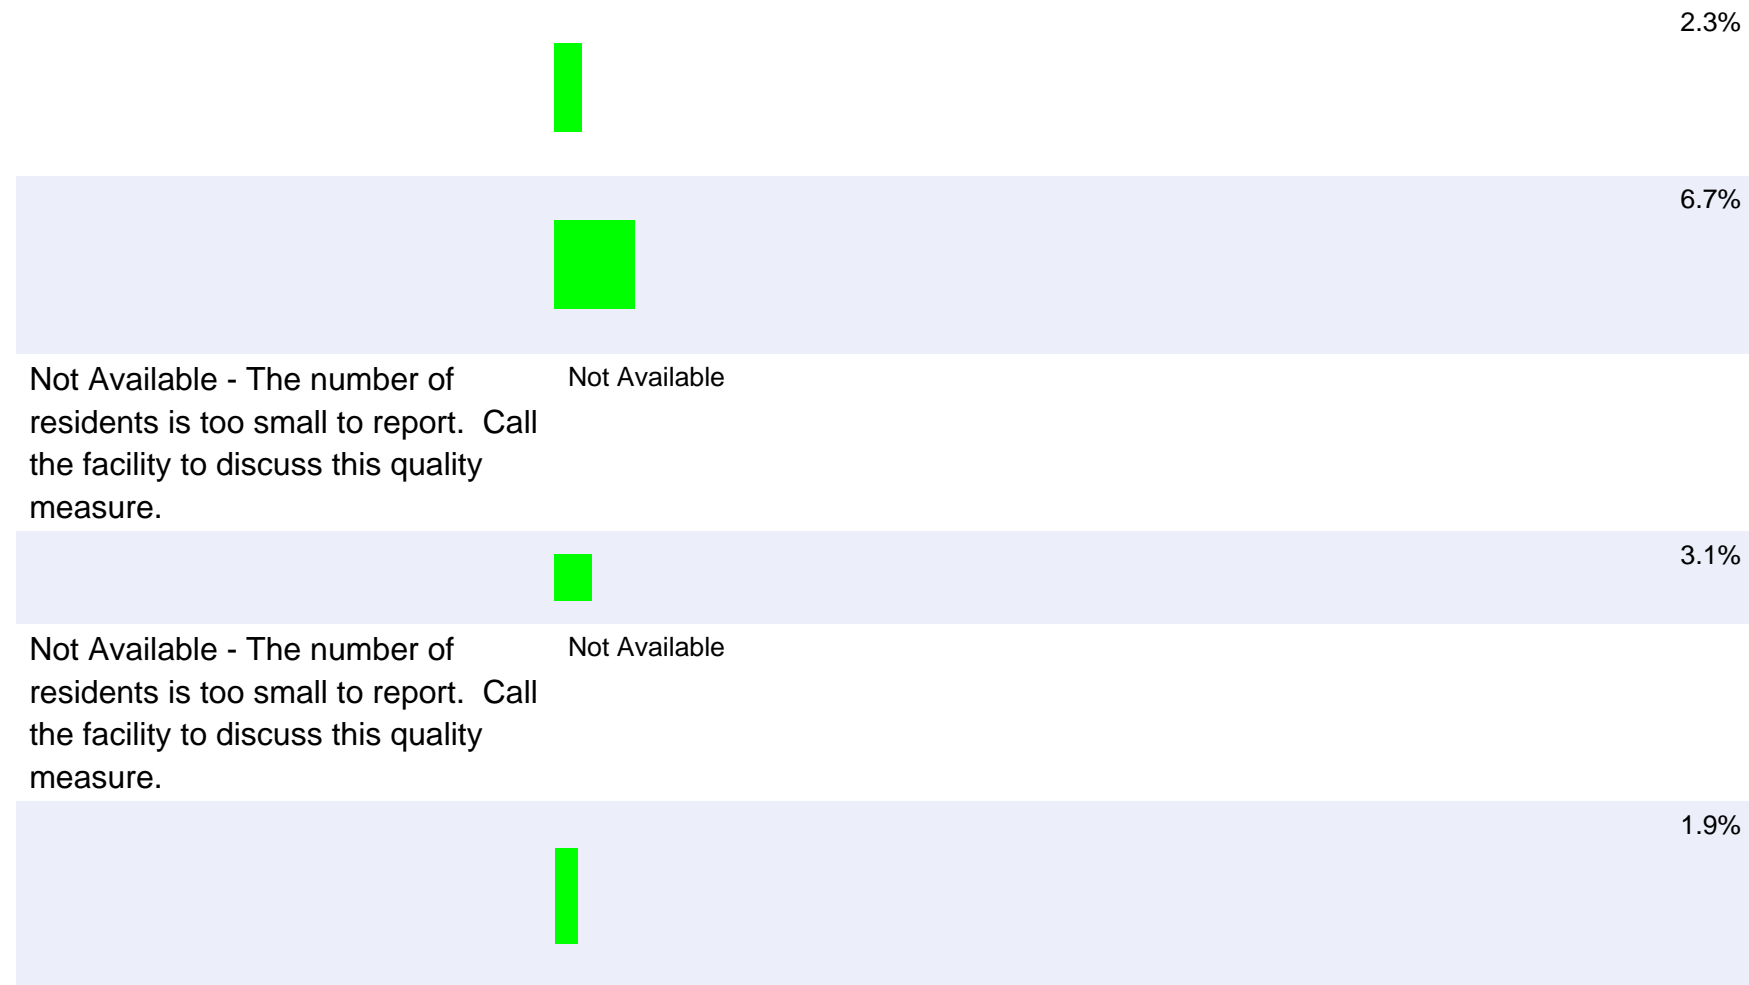 2.3%
6.7%
Not Available - The number of
residents is too small to report.  Call
the facility to discuss this quality
measure.
Not Available
3.1%
Not Available - The number of
residents is too small to report.  Call
the facility to discuss this quality
measure.
Not Available
1.9%